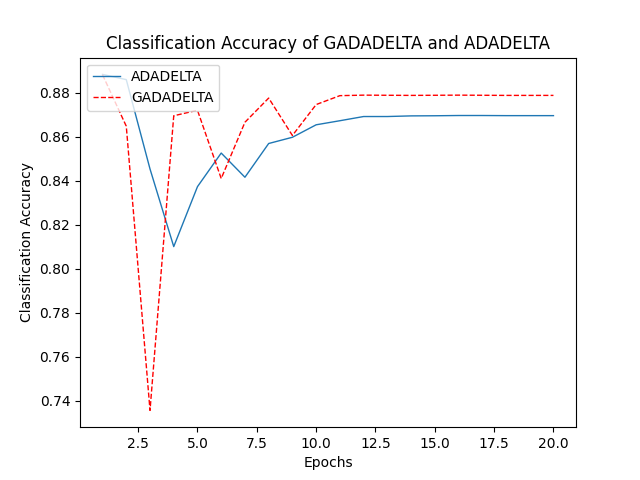 Classification Accuracy of GADADELTA and ADADELTA
ADADELTA
GADADELTA
0.88
0.86
0.84
0.82
0.80
0.78
0.76
0.74
Classification Accuracy
2.5 5.0 7.5 10.0 12.5 15.0 17.5 20.0
Epochs